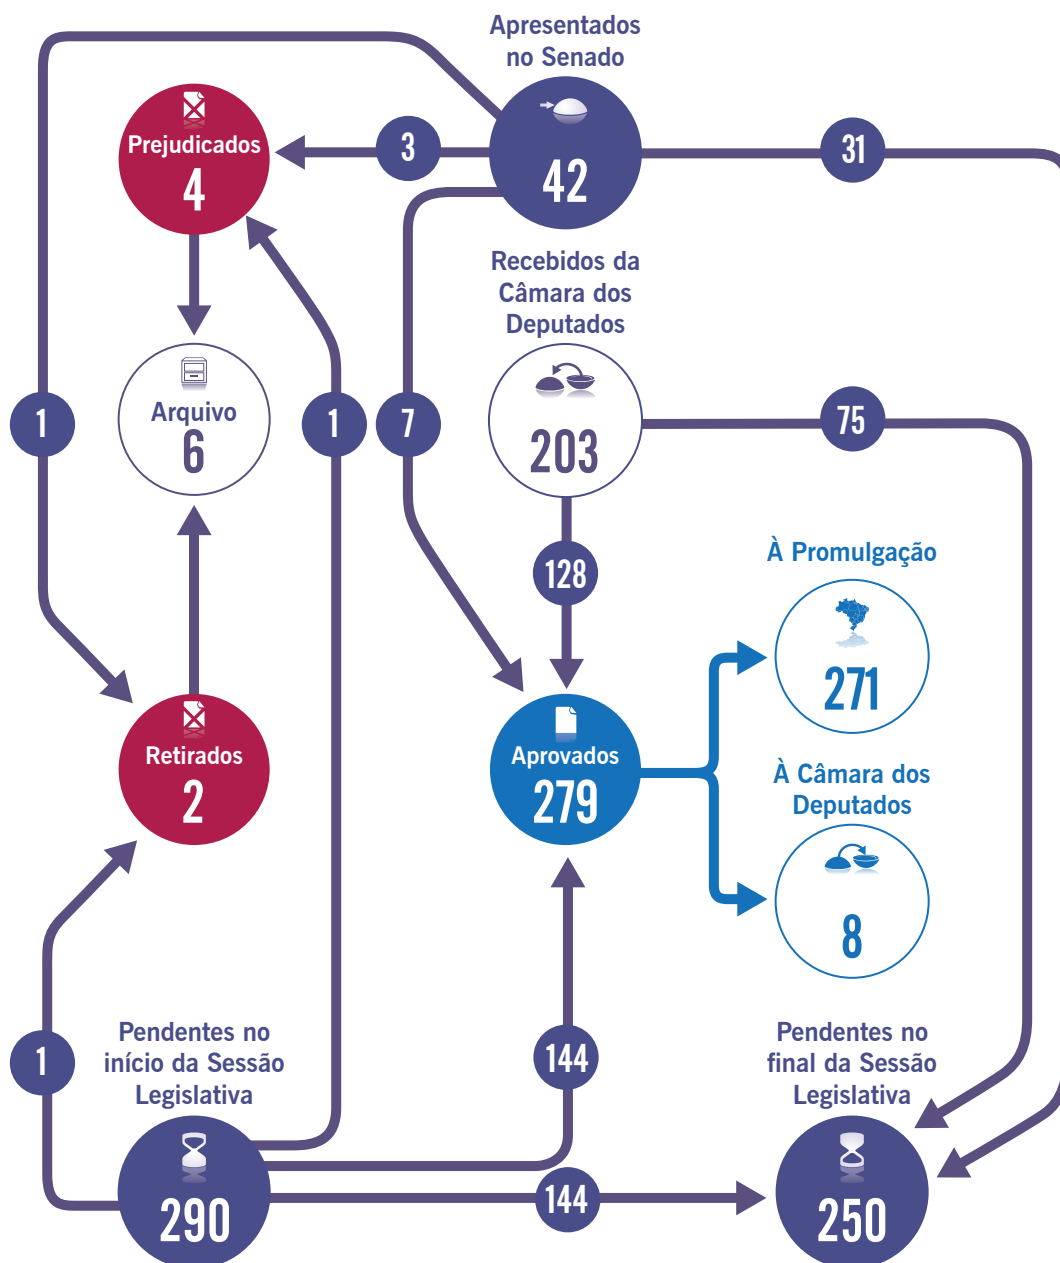 Apresentados
no Senado
42
Prejudicados
4
3
31
Recebidos da
Câmara dos
Deputados
203
Arquivo
6
1
1
7
75
128
À Promulgação
271
Retirados
2
Aprovados
279
À Câmara dos
Deputados
8
Pendentes no
início da Sessão
Legislativa
290
1
144
144
Pendentes no
final da Sessão
Legislativa
250